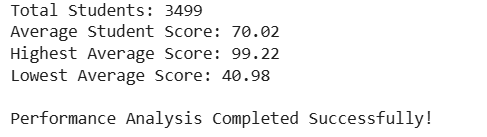 Total Students: 3499
Average Student Score: 70.02
Highest Average Score: 99.22
Lowest Average Score: 40.98
Performance Analysis Completed Successfully!